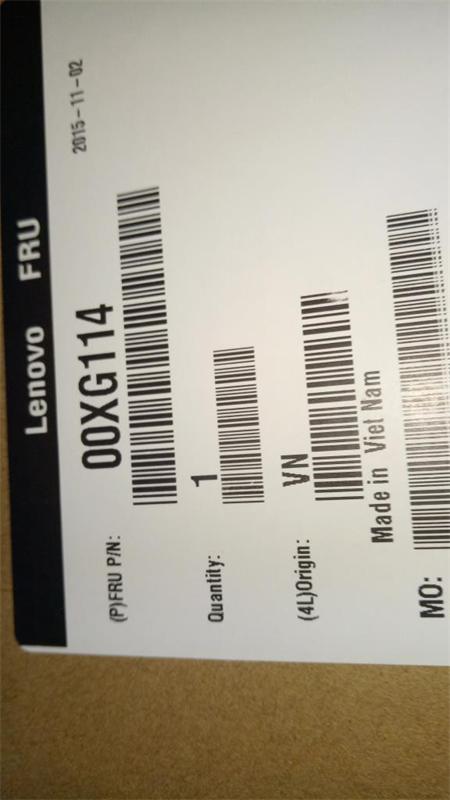 Lenovo FRU
2015-11-02
(P)FRU P/N: 00XG114
Quantity: 1
(4L)Origin: VN
Made in Viet Nam
MO: